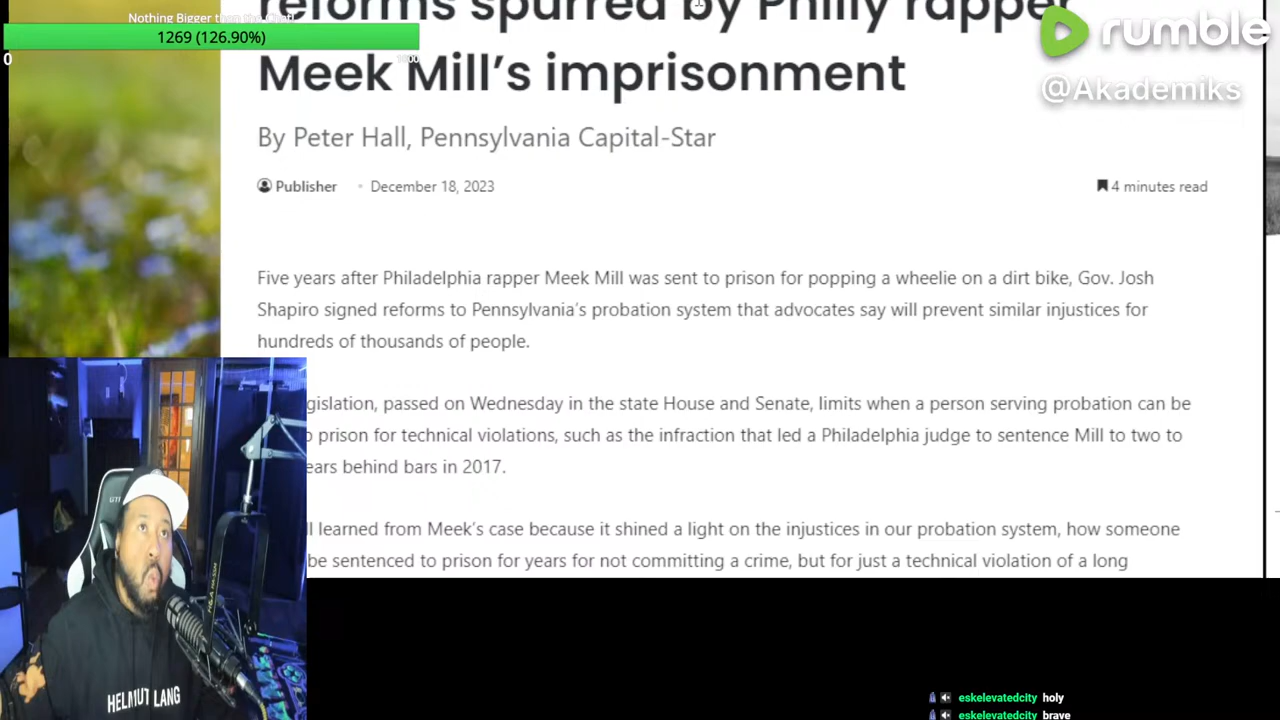 Nothing Bigger than the Chat!
1269 (126.90%)
0
1000
rumble
@Akademiks
reforms spurred by Philly rapper
Meek Mill's imprisonment
By Peter Hall, Pennsylvania Capital-Star
Publisher
December 18, 2023
4 minutes read
Five years after Philadelphia rapper Meek Mill was sent to prison for popping a wheelie on a dirt bike, Gov. Josh
Shapiro signed reforms to Pennsylvania's probation system that advocates say will prevent similar injustices for
hundreds of thousands of people.
gislation, passed on Wednesday in the state House and Senate, limits when a person serving probation can be
o prison for technical violations, such as the infraction that led a Philadelphia judge to sentence Mill to two to
ears behind bars in 2017.
ll learned from Meek's case because it shined a light on the injustices in our probation system, how someone
be sentenced to prison for years for not committing a crime, but for just a technical violation of a long
HELMUT LANG
eskelevatedcity holy
eskelevatedcity brave